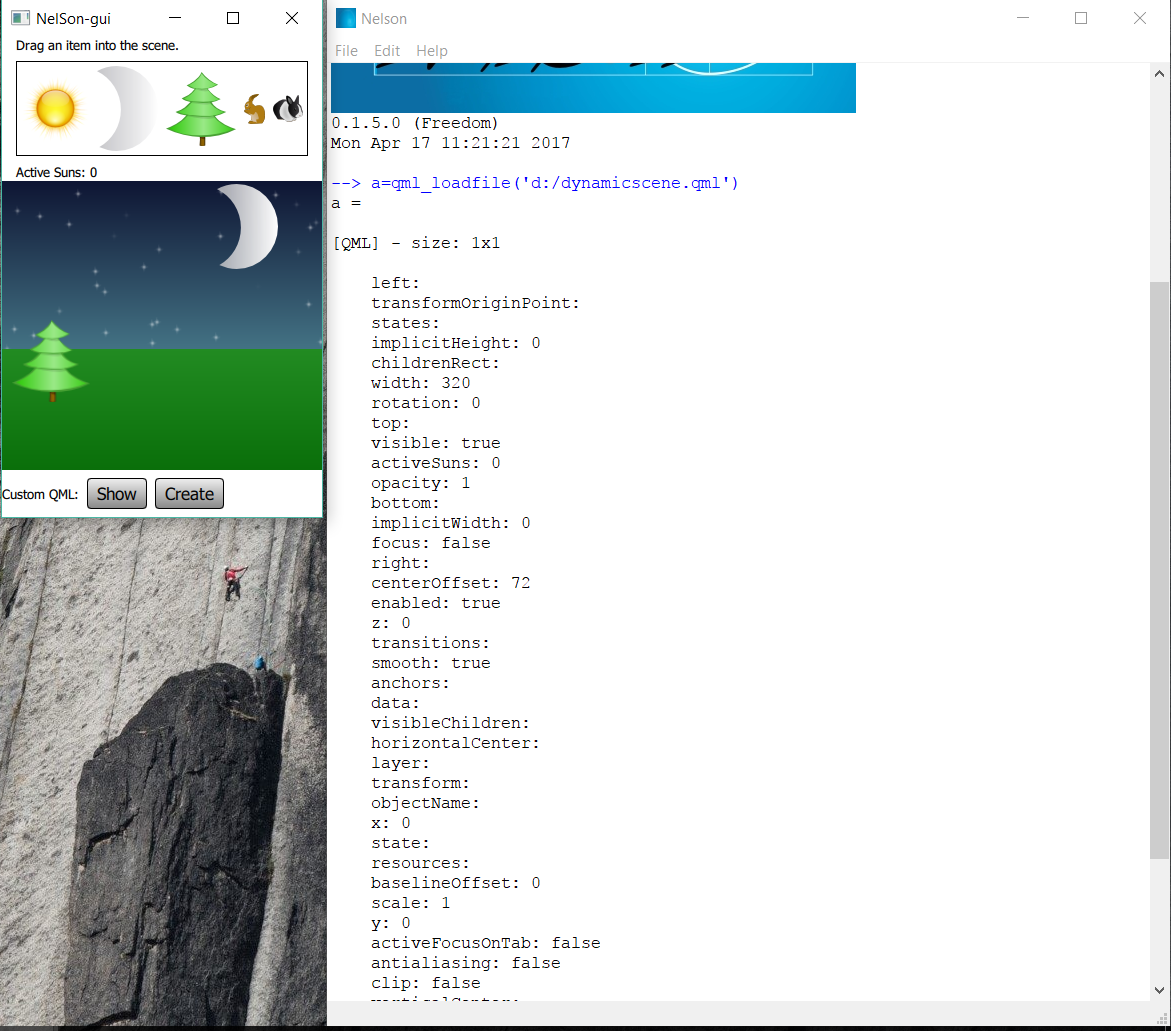 NelSon-gui
Drag an item into the scene.
Active Suns: 0
Custom QML: Show Create
Nelson
File Edit Help
0.1.5.0 (Freedom)
Mon Apr 17 11:21:21 2017
--> a=qml_loadfile('d:/dynamicscene.qml')
a =
[QML] - size: 1x1
left:
transformOriginPoint:
states:
implicitHeight: 0
childrenRect:
width: 320
rotation: 0
top:
visible: true
activeSuns: 0
opacity: 1
bottom:
implicitWidth: 0
focus: false
right:
centerOffset: 72
enabled: true
z: 0
transitions:
smooth: true
anchors:
data:
visibleChildren:
horizontalCenter:
layer:
transform:
objectName:
x: 0
state:
resources:
baselineOffset: 0
scale: 1
y: 0
activeFocusOnTab: false
antialiasing: false
clip: false
verticalCenter: